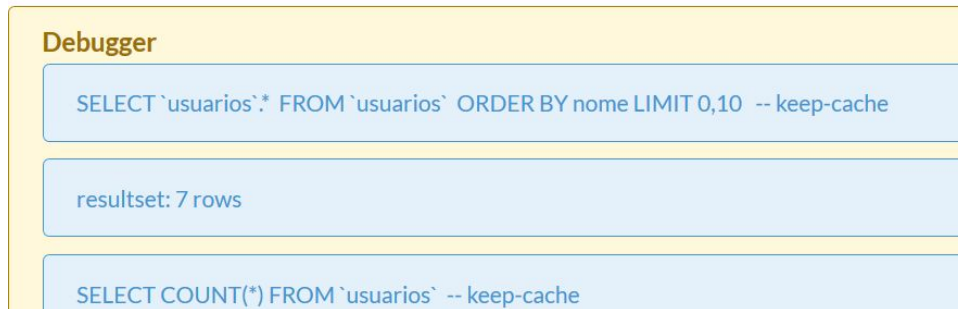 Debugger
SELECT `usuarios`.* FROM `usuarios` ORDER BY nome LIMIT 0,10 -- keep-cache
resultset: 7 rows
SELECT COUNT(*) FROM `usuarios` -- keep-cache